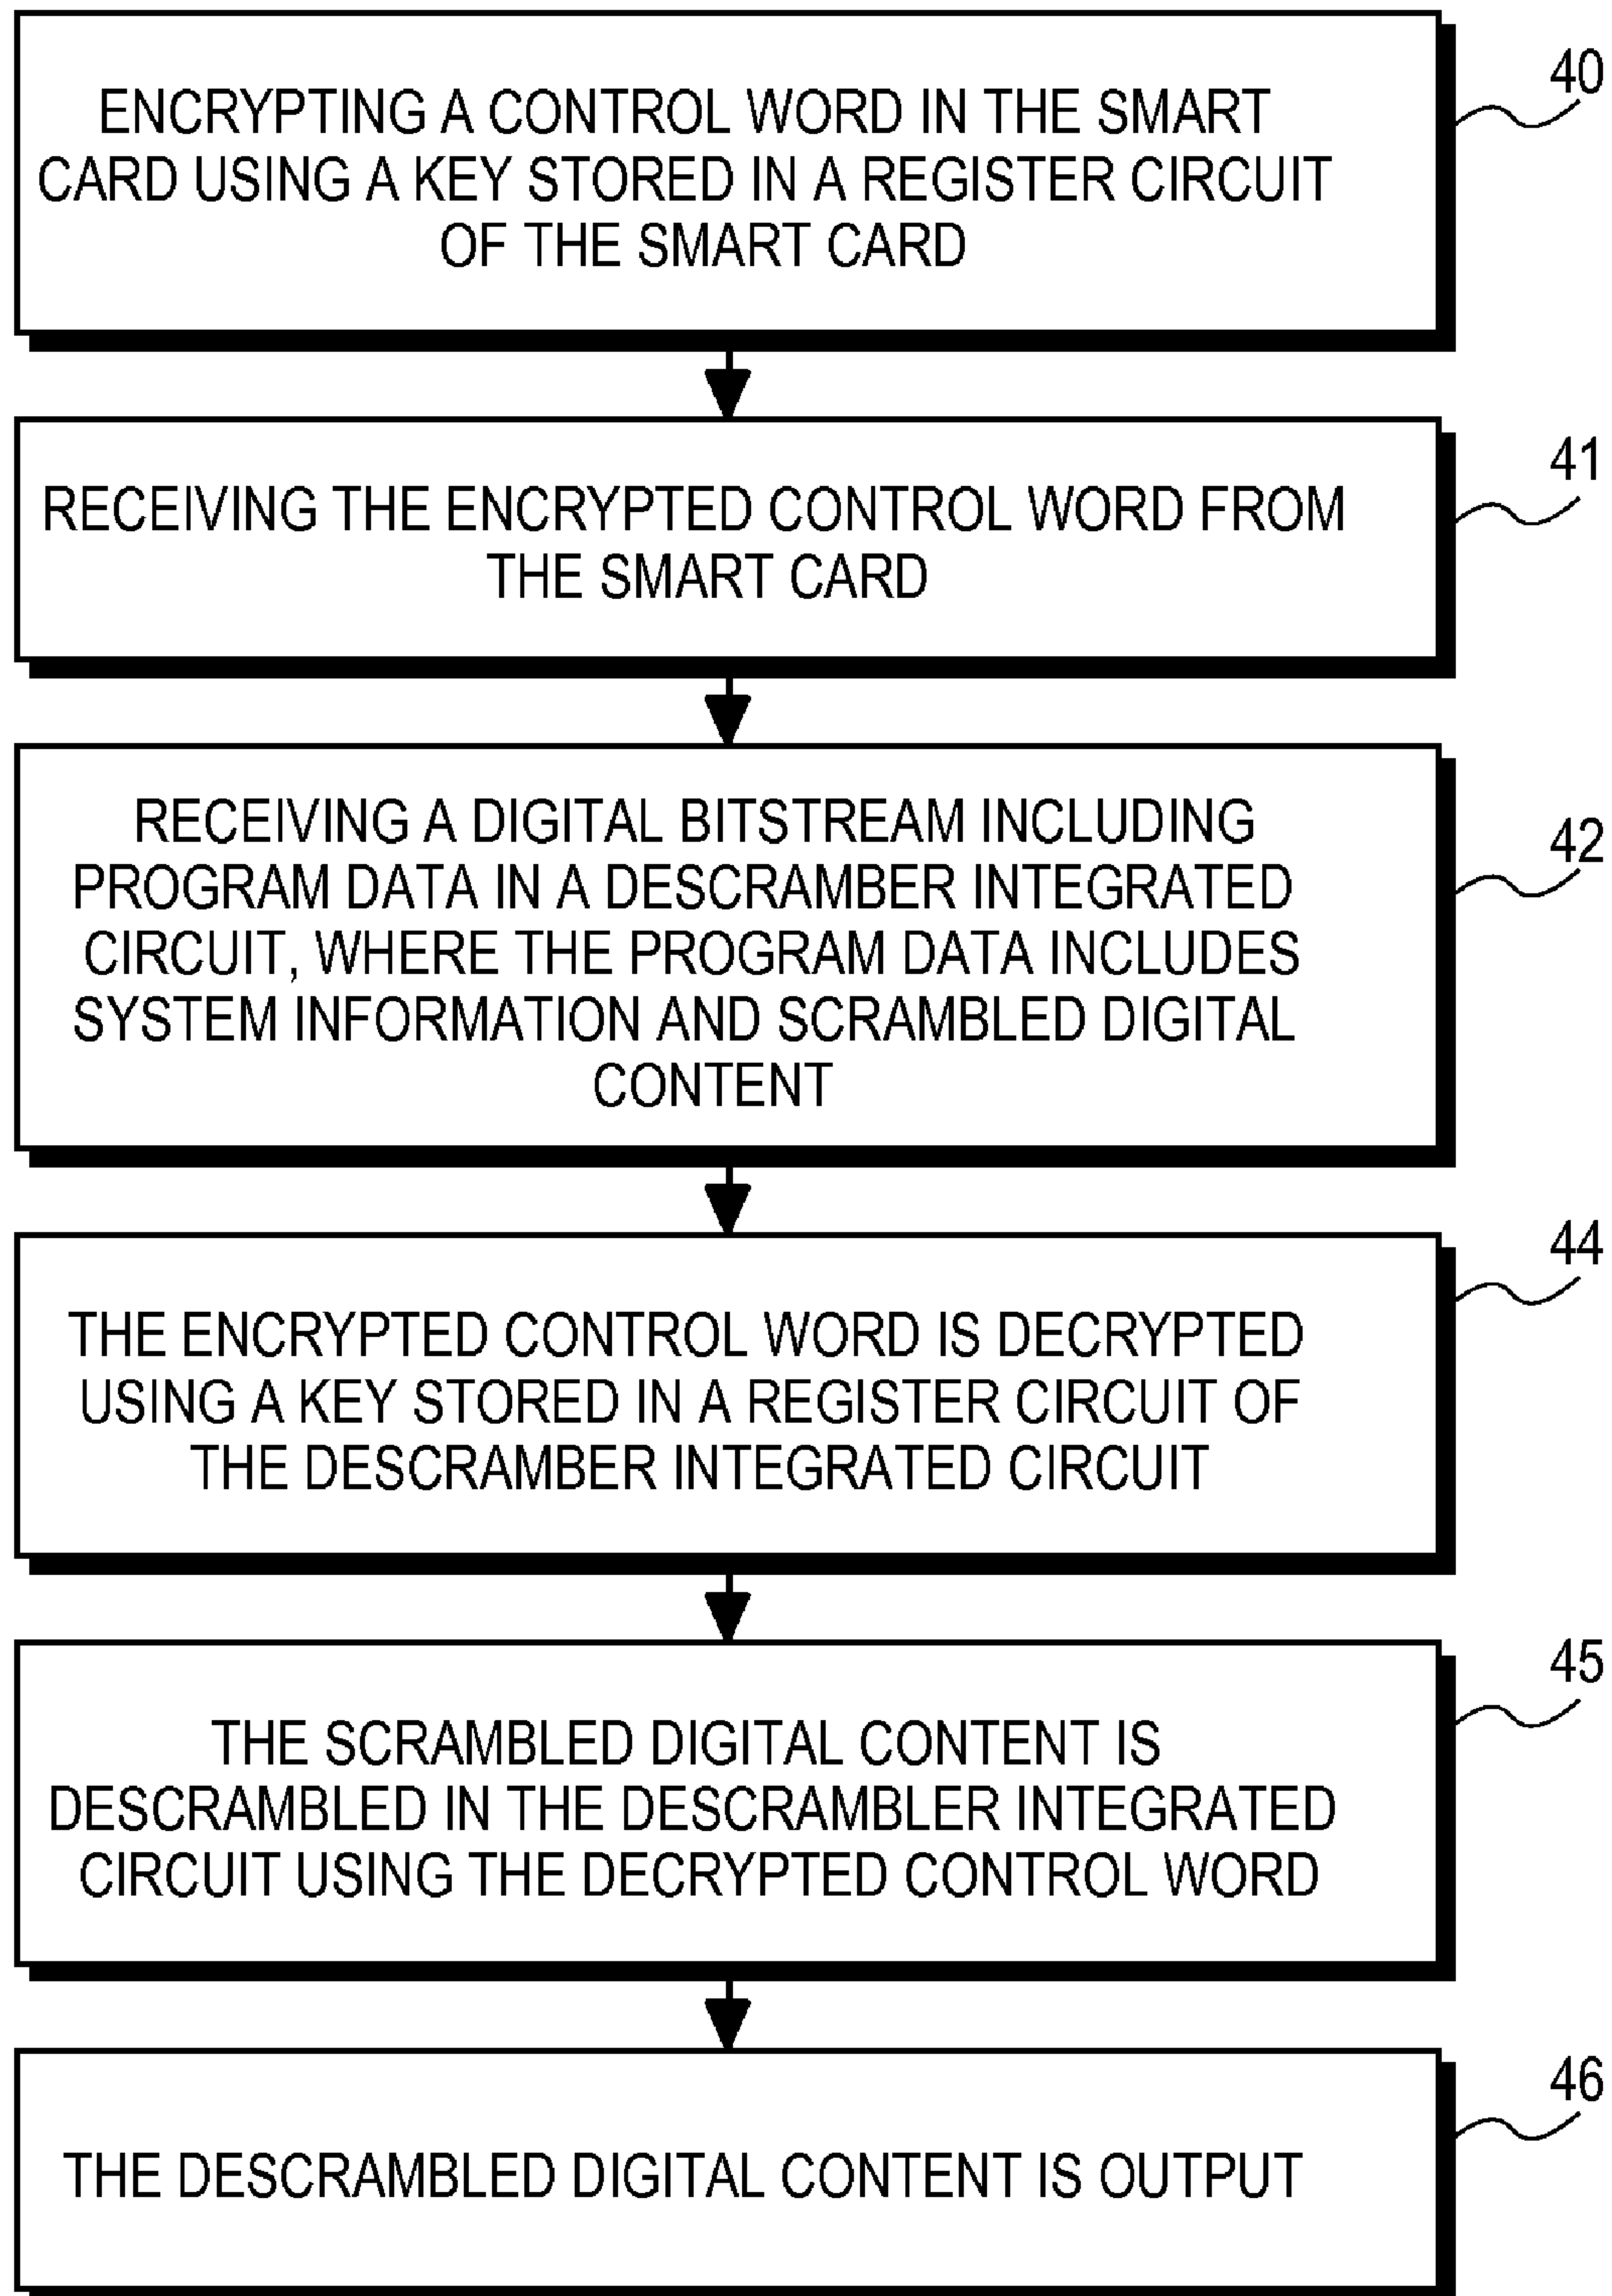 ENCRYPTING A CONTROL WORD IN THE SMART
CARD USING A KEY STORED IN A REGISTER CIRCUIT
OF THE SMART CARD
40
RECEIVING THE ENCRYPTED CONTROL WORD FROM
THE SMART CARD
41
RECEIVING A DIGITAL BITSTREAM INCLUDING
PROGRAM DATA IN A DESCRAMBER INTEGRATED
CIRCUIT, WHERE THE PROGRAM DATA INCLUDES
SYSTEM INFORMATION AND SCRAMBLED DIGITAL
CONTENT
42
THE ENCRYPTED CONTROL WORD IS DECRYPTED
USING A KEY STORED IN A REGISTER CIRCUIT OF
THE DESCRAMBER INTEGRATED CIRCUIT
44
THE SCRAMBLED DIGITAL CONTENT IS
DESCRAMBLED IN THE DESCRAMBLER INTEGRATED
CIRCUIT USING THE DECRYPTED CONTROL WORD
45
THE DESCRAMBLED DIGITAL CONTENT IS OUTPUT
46